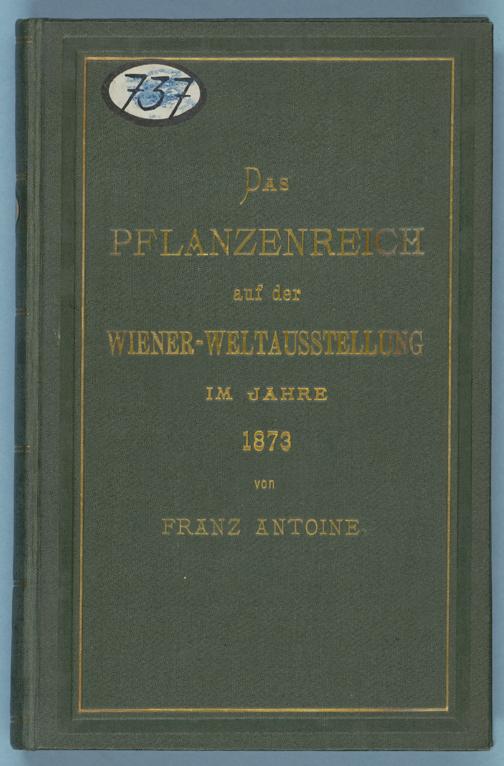 737
Das
PFLANZENREICH
auf der
WIENER-WELTAUSSTELLUNG
IM JAHRE
1873
von
FRANZ ANTOINE.